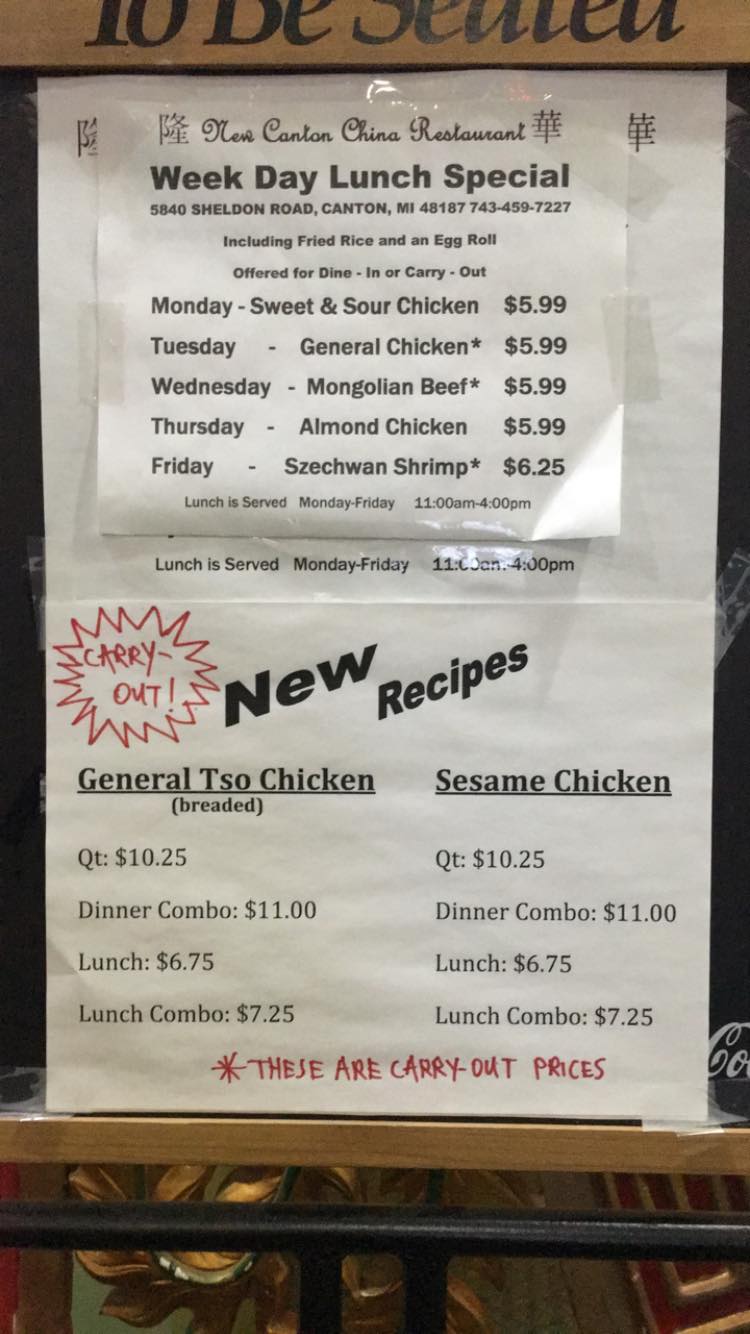 To Be Seated
隆 隆 New Canton China Restaurant 華 華
Week Day Lunch Special
5840 SHELDON ROAD, CANTON, MI 48187 743-459-7227
Including Fried Rice and an Egg Roll
Offered for Dine - In or Carry - Out
Monday - Sweet & Sour Chicken $5.99
Tuesday - General Chicken* $5.99
Wednesday - Mongolian Beef* $5.99
Thursday - Almond Chicken $5.99
Friday - Szechwan Shrimp* $6.25
Lunch is Served Monday-Friday 11:00am-4:00pm
Lunch is Served Monday-Friday 11:00am-4:00pm
CARRY-
OUT!
New Recipes
General Tso Chicken
(breaded)
Qt: $10.25
Dinner Combo: $11.00
Lunch: $6.75
Lunch Combo: $7.25
Sesame Chicken
Qt: $10.25
Dinner Combo: $11.00
Lunch: $6.75
Lunch Combo: $7.25
* THESE ARE CARRY-OUT PRICES
Co